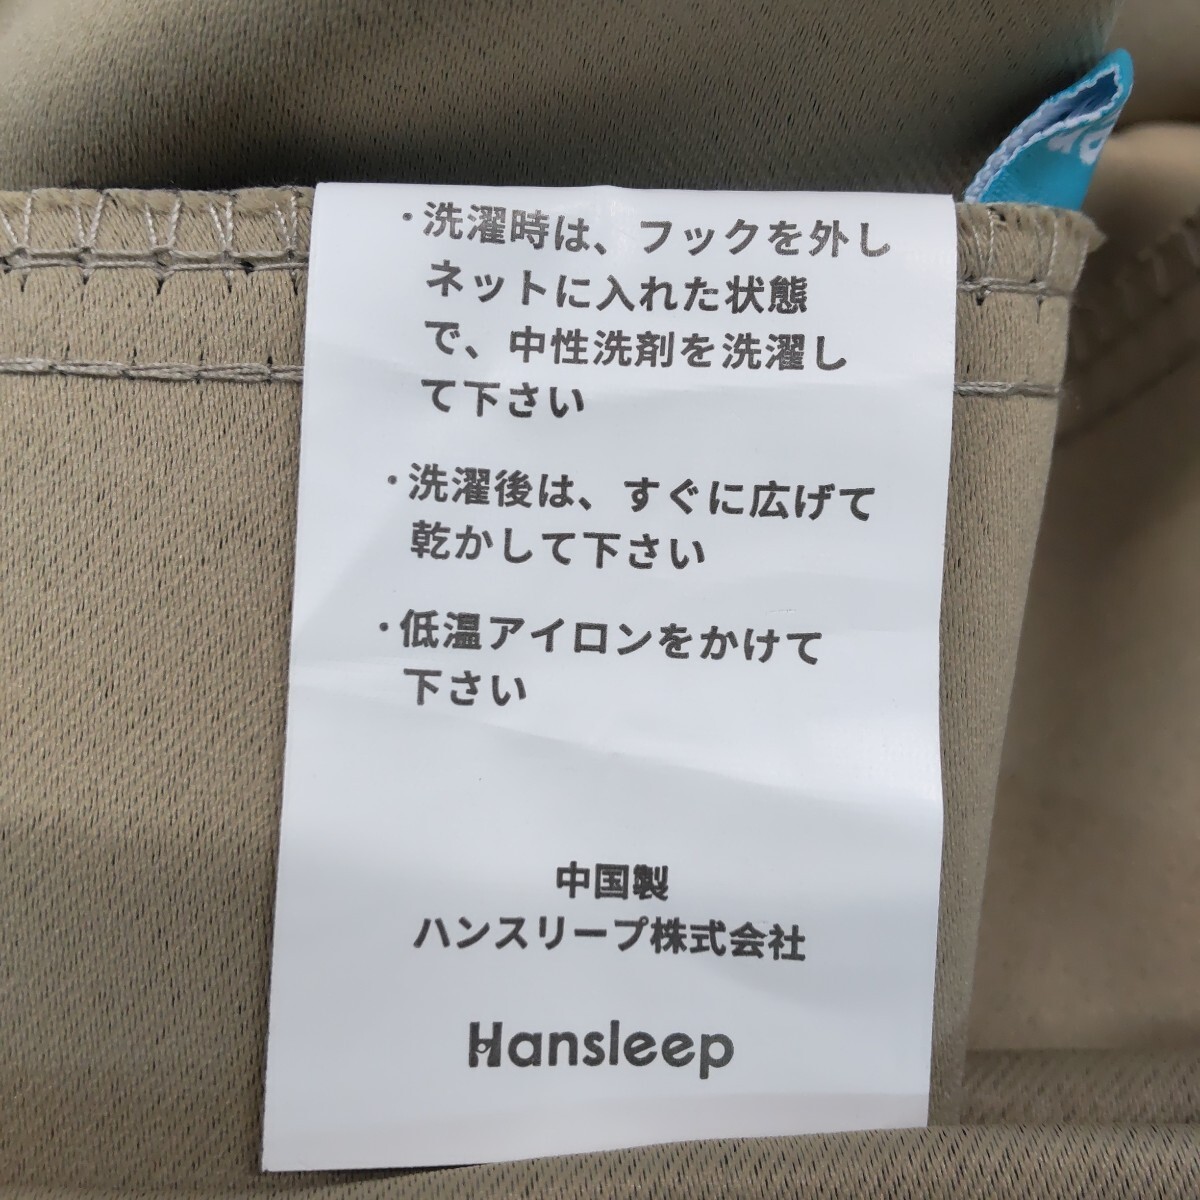 ・洗濯時は、フックを外し
ネットに入れた状態
で、中性洗剤を洗濯し
て下さい
・洗濯後は、すぐに広げて
乾かして下さい
・低温アイロンをかけて
下さい
中国製
ハンスリープ株式会社
Hansleep